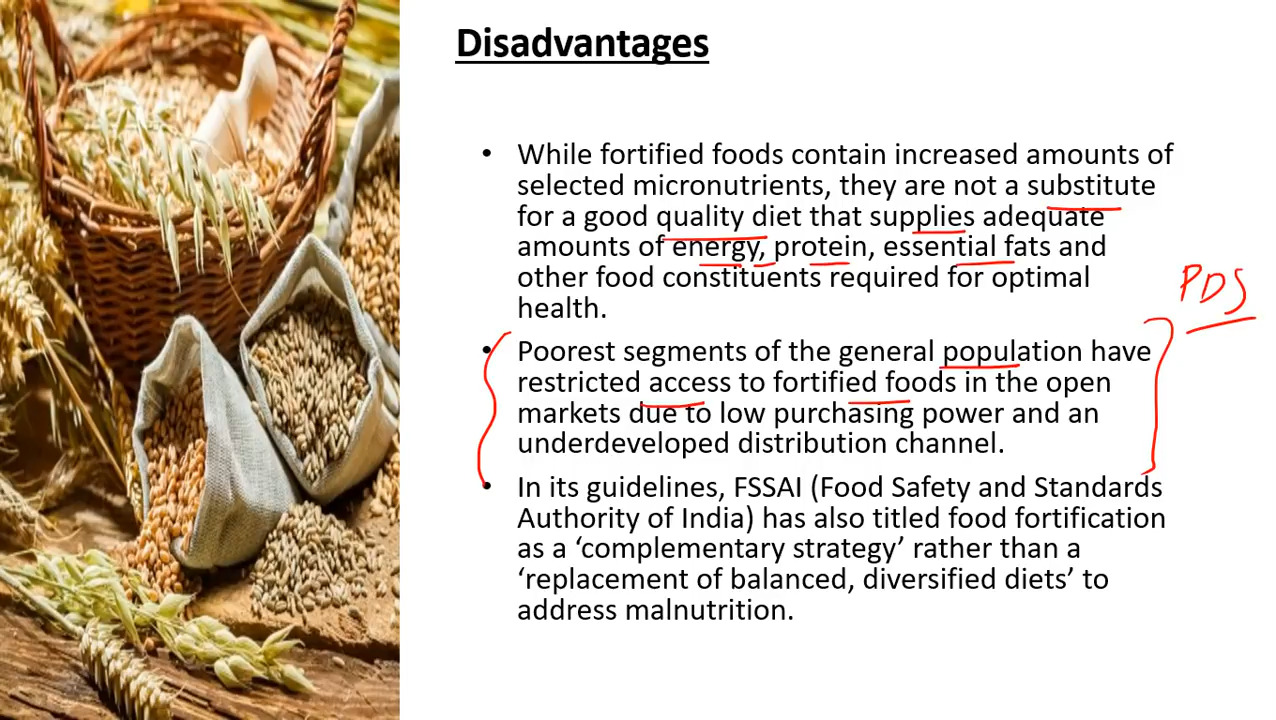 Disadvantages
• While fortified foods contain increased amounts of
selected micronutrients, they are not a substitute
for a good quality diet that supplies adequate
amounts of energy, protein, essential fats and
other food constituents required for optimal
health.
PDS
• Poorest segments of the general population have
restricted access to fortified foods in the open
markets due to low purchasing power and an
underdeveloped distribution channel.
• In its guidelines, FSSAI (Food Safety and Standards
Authority of India) has also titled food fortification
as a ‘complementary strategy’ rather than a
‘replacement of balanced, diversified diets’ to
address malnutrition.